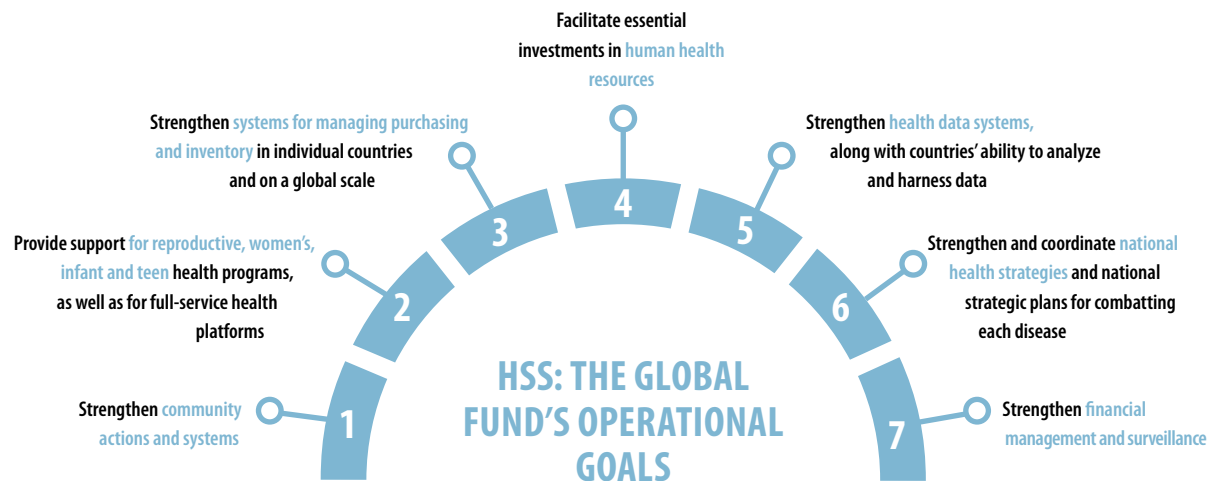 Facilitate essential
investments in human health
resources
Strengthen systems for managing purchasing
and inventory in individual countries
and on a global scale
Strengthen health data systems,
along with countries’ ability to analyze
and harness data
Provide support for reproductive, women’s,
infant and teen health programs,
as well as for full-service health
platforms
Strengthen and coordinate national
health strategies and national
strategic plans for combatting
each disease
Strengthen community
actions and systems
Strengthen financial
management and surveillance
1
2
3
4
5
6
7
HSS: THE GLOBAL
FUND’S OPERATIONAL
GOALS